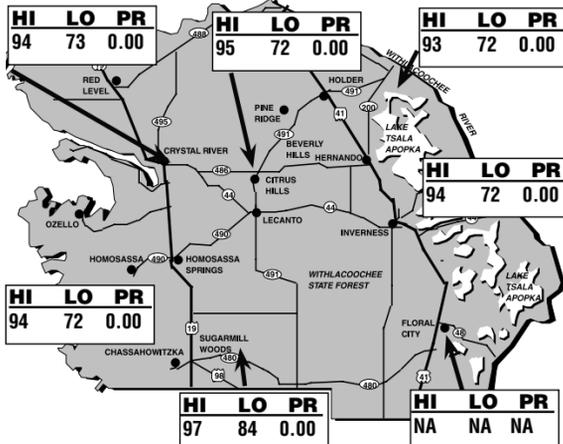 HI LO PR
94 73 0.00
HI LO PR
95 72 0.00
HI LO PR
93 72 0.00
488
WITHLACOOCHEE
RIVER
RED
LEVEL
HOLDER
491
PINE
RIDGE
41
200
495
491
LAKE
TSALA
APOPKA
CRYSTAL RIVER
BEVERLY
HILLS
HERNANDO
486
CITRUS
HILLS
HI LO PR
94 72 0.00
44
44
OZELLO
LECANTO
INVERNESS
490
HOMOSASSA
490
HOMOSASSA
SPRINGS
491
WITHLACOOCHEE
STATE FOREST
LAKE
TSALA
APOPKA
HI LO PR
94 72 0.00
19
SUGARMILL
WOODS
FLORAL
CITY
48
CHASSAHOWITZKA
480
98
480
41
HI LO PR
97 84 0.00
HI LO PR
NA NA NA